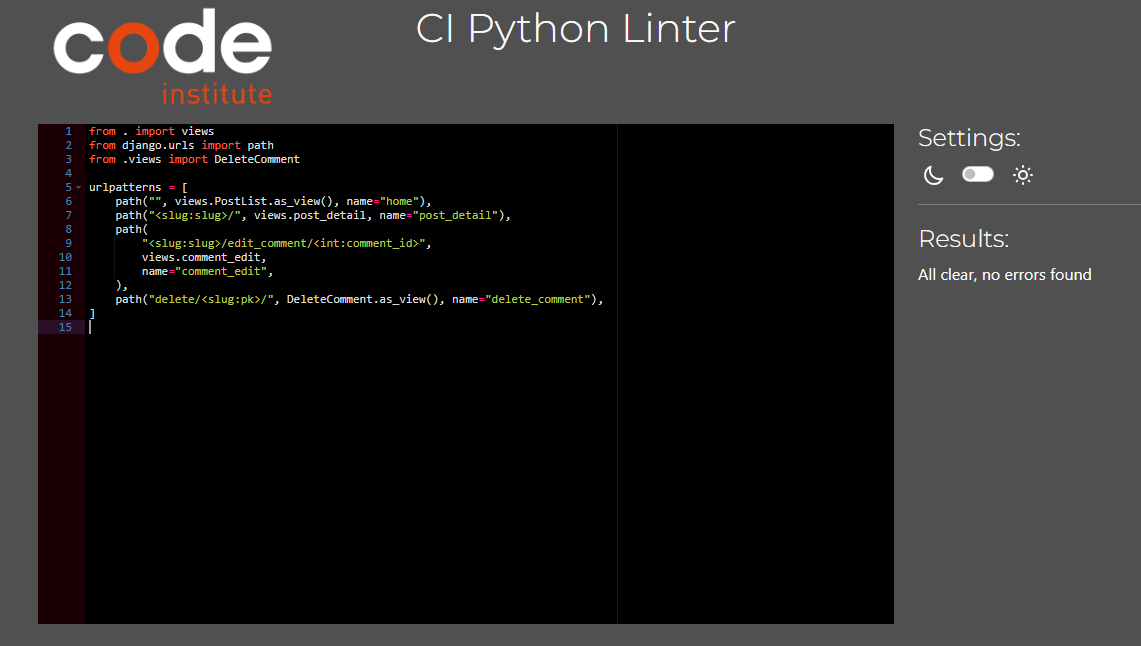 code
institute
CI Python Linter
1 from . import views
2 from django.urls import path
3 from .views import DeleteComment
4
5 urlpatterns = [
6     path("", views.PostList.as_view(), name="home"),
7     path("<slug:slug>/", views.post_detail, name="post_detail"),
8     path(
9         "<slug:slug>/edit_comment/<int:comment_id>",
10         views.comment_edit,
11         name="comment_edit",
12     ),
13     path("delete/<slug:pk>/", DeleteComment.as_view(), name="delete_comment"),
14 ]
15
Settings:
Results:
All clear, no errors found